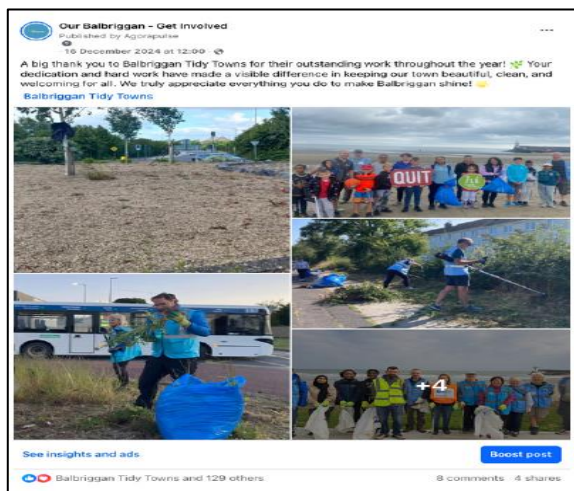 Our Balbriggan - Get Involved
Published by Agorapulse
16 December 2024 at 12:00
A big thank you to Balbriggan Tidy Towns for their outstanding work throughout the year! 🌿 Your
dedication and hard work have made a visible difference in keeping our town beautiful, clean, and
welcoming for all. We truly appreciate everything you do to make Balbriggan shine! 🌟
Balbriggan Tidy Towns
QUIT
+4
See insights and ads
Boost post
Balbriggan Tidy Towns and 129 others
8 comments 4 shares